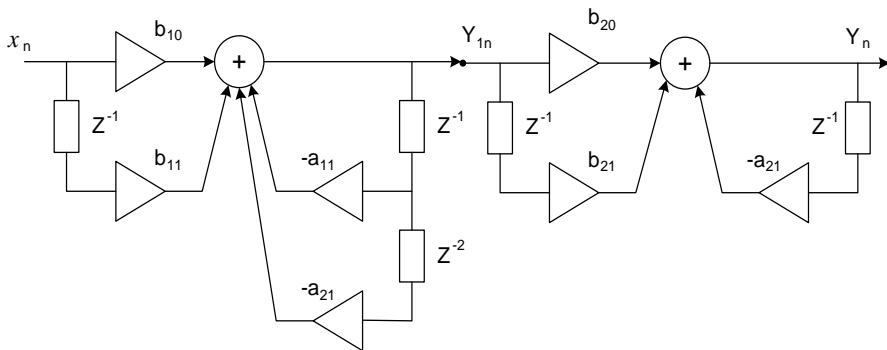 x n b10 + Y1n b20 + Yn
Z-1 Z-1 Z-1 Z-1
b11 -a11 b21 -a21
Z-2
-a21